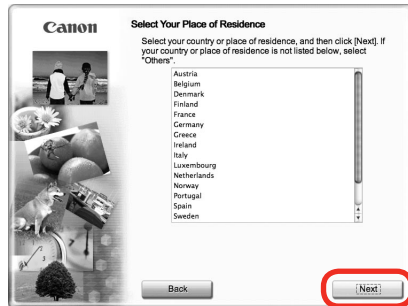 Canon
Select Your Place of Residence
Select your country or place of residence, and then click [Next]. If
your country or place of residence is not listed below, select
"Others".
Austria
Belgium
Denmark
Finland
France
Germany
Greece
Ireland
Italy
Luxembourg
Netherlands
Norway
Portugal
Spain
Sweden
Back
Next